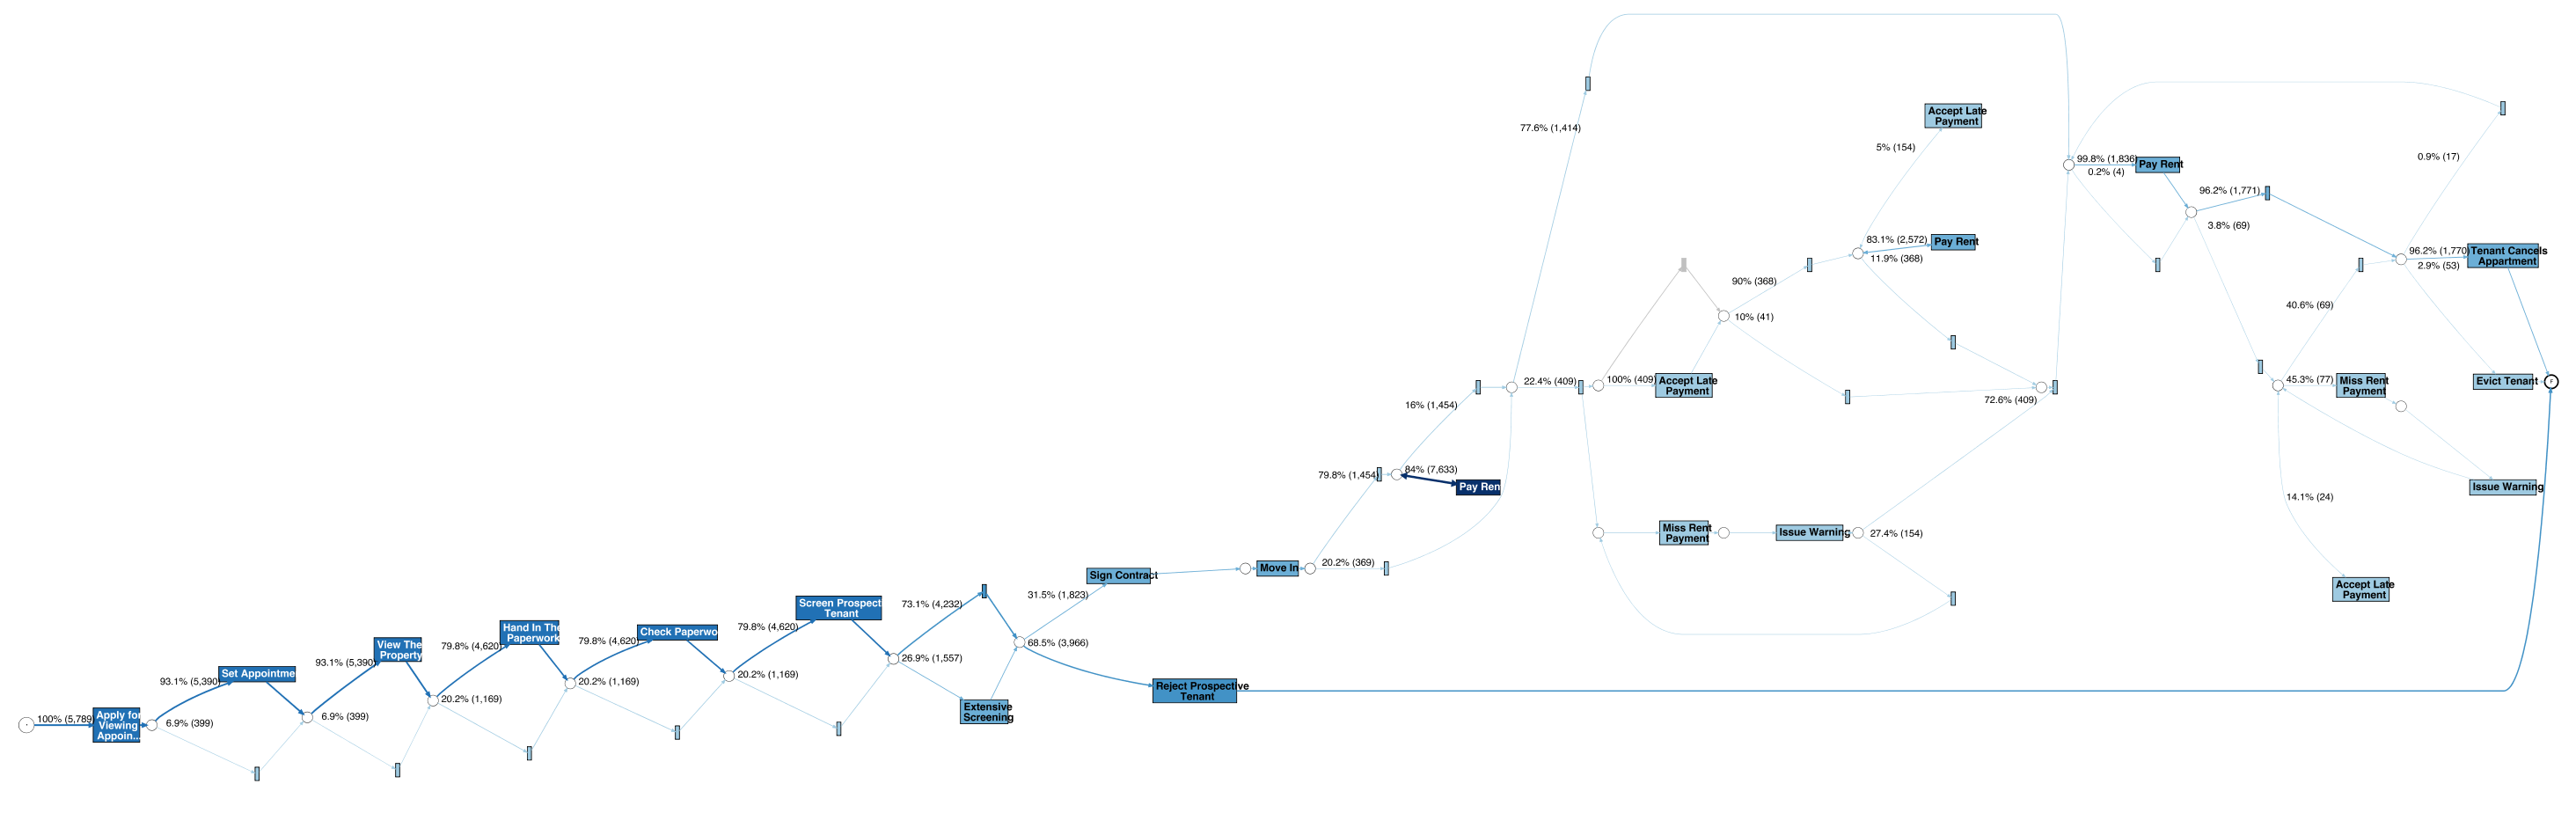 100% (5,789)
Apply for
Viewing
Appoin...
93.1% (5,390)
6.9% (399)
Set Appointme
93.1% (5,390)
6.9% (399)
View The
Property
79.8% (4,620)
20.2% (1,169)
Hand In The
Paperwork
79.8% (4,620)
20.2% (1,169)
Check Paperwo
79.8% (4,620)
20.2% (1,169)
Screen Prospect
Tenant
73.1% (4,232)
26.9% (1,557)
Extensive
Screening
31.5% (1,823)
68.5% (3,966)
Sign Contract
Reject Prospective
Tenant
Move In
79.8% (1,454)
20.2% (369)
16% (1,454)
84% (7,633)
Pay Ren
77.6% (1,414)
22.4% (409)
100% (409)
Accept Late
Payment
90% (368)
10% (41)
5% (154)
Accept Late
Payment
83.1% (2,572)
11.9% (368)
Pay Rent
72.6% (409)
Miss Rent
Payment
Issue Warning
27.4% (154)
99.8% (1,836)
0.2% (4)
Pay Rent
96.2% (1,771)
3.8% (69)
0.9% (17)
96.2% (1,770)
2.9% (53)
Tenant Cancels
Appartment
40.6% (69)
45.3% (77)
Miss Rent
Payment
Evict Tenant
F
Issue Warning
14.1% (24)
Accept Late
Payment